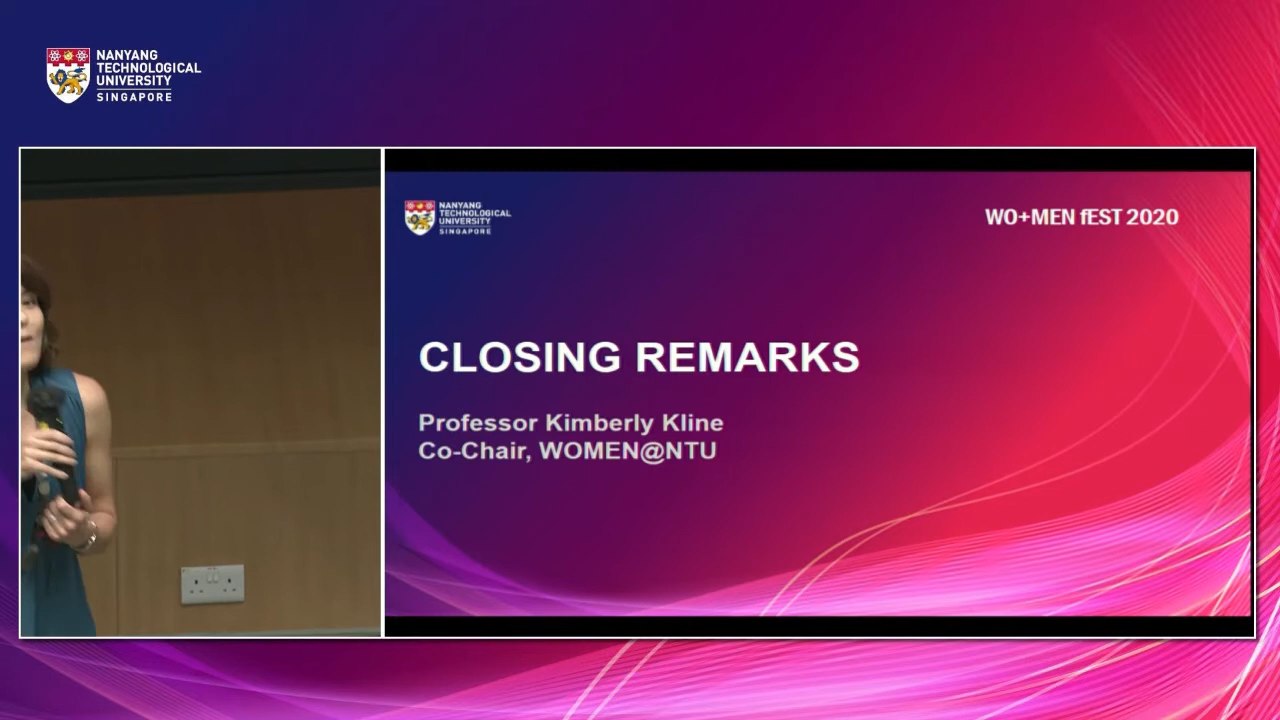 NANYANG
TECHNOLOGICAL
UNIVERSITY
SINGAPORE
NANYANG
TECHNOLOGICAL
UNIVERSITY
SINGAPORE
WO+MEN fEST 2020
CLOSING REMARKS
Professor Kimberly Kline
Co-Chair, WOMEN@NTU